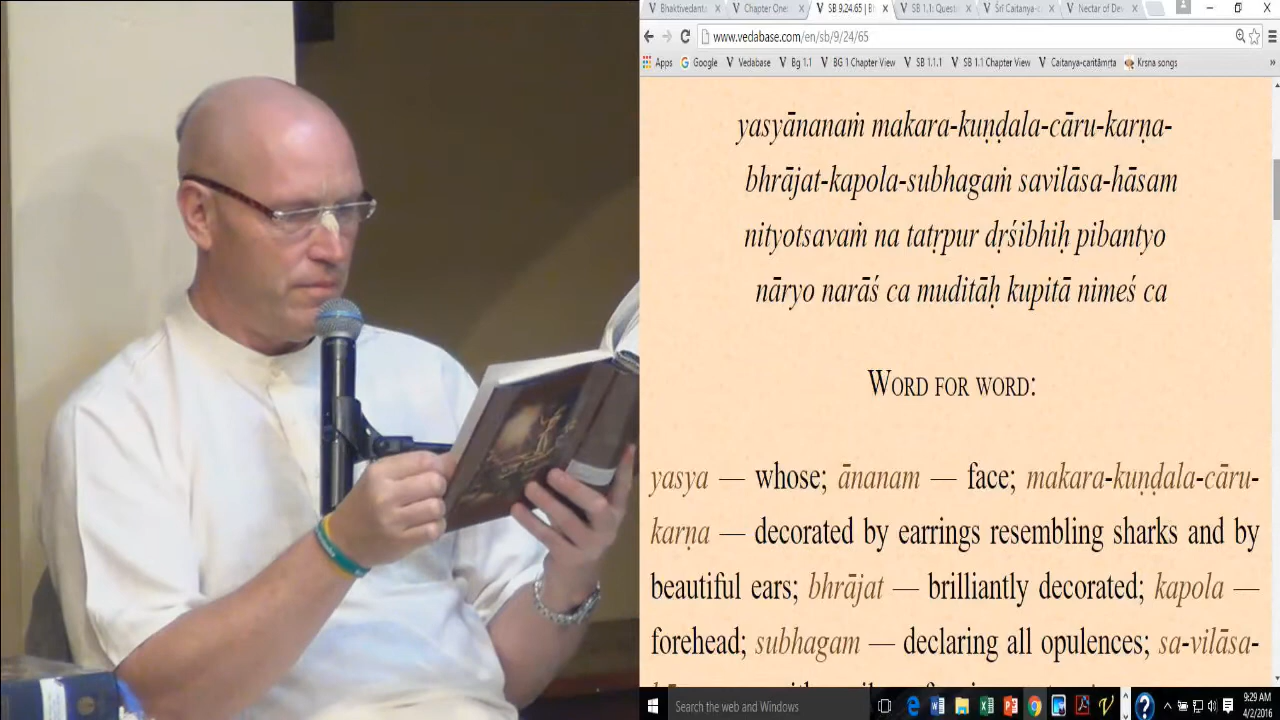 Bhaktivedanta
Chapter One:
SB 9.24.65 | Bh
SB 1.1: Questi
Śrī Caitanya-c
Nectar of De
www.vedabase.com/en/sb/9/24/65
Apps Google Vedabase Bg 1.1 BG 1 Chapter View SB 1.1.1 SB 1.1 Chapter View Caitanya-caritāmṛta Krsna songs »
yasyānanaṁ makara-kuṇḍala-cāru-karṇa-
bhrājat-kapola-subhagaṁ savilāsa-hāsam
nityotsavaṁ na tatṛpur dṛśibhiḥ pibantyo
nāryo narāś ca muditāḥ kupitā nimeś ca
WORD FOR WORD:
yasya — whose; ānanam — face; makara-kuṇḍala-cāru-
karṇa — decorated by earrings resembling sharks and by
beautiful ears; bhrājat — brilliantly decorated; kapola —
forehead; subhagam — declaring all opulences; sa-vilāsa-
Search the web and Windows
9:29 AM
4/2/2016